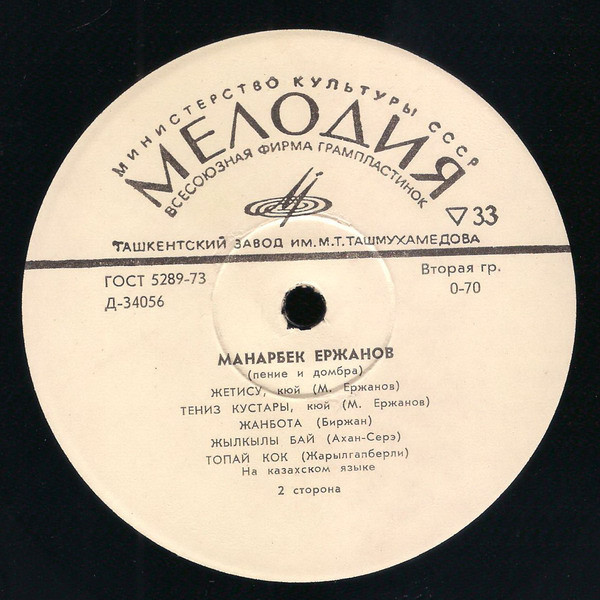 МИНИСТЕРСТВО КУЛЬТУРЫ СССР
МЕЛОДИЯ
ВСЕСОЮЗНАЯ ФИРМА ГРАМПЛАСТИНОК
33
ТАШКЕНТСКИЙ ЗАВОД ИМ. М.Т. ТАШМУХАМЕДОВА
ГОСТ 5289-73
Д-34056
Вторая гр.
0-70
МАНАРБЕК ЕРЖАНОВ
(пение и домбра)
ЖЕТИСУ, кюй (М. Ержанов)
ТЕНИЗ КУСТАРЫ, кюй (М. Ержанов)
ЖАНБОТА (Биржан)
ЖЫЛКЫЛЫ БАЙ (Ахан-Серэ)
ТОПАЙ КОК (Жарылгапберли)
На казахском языке
2 сторона